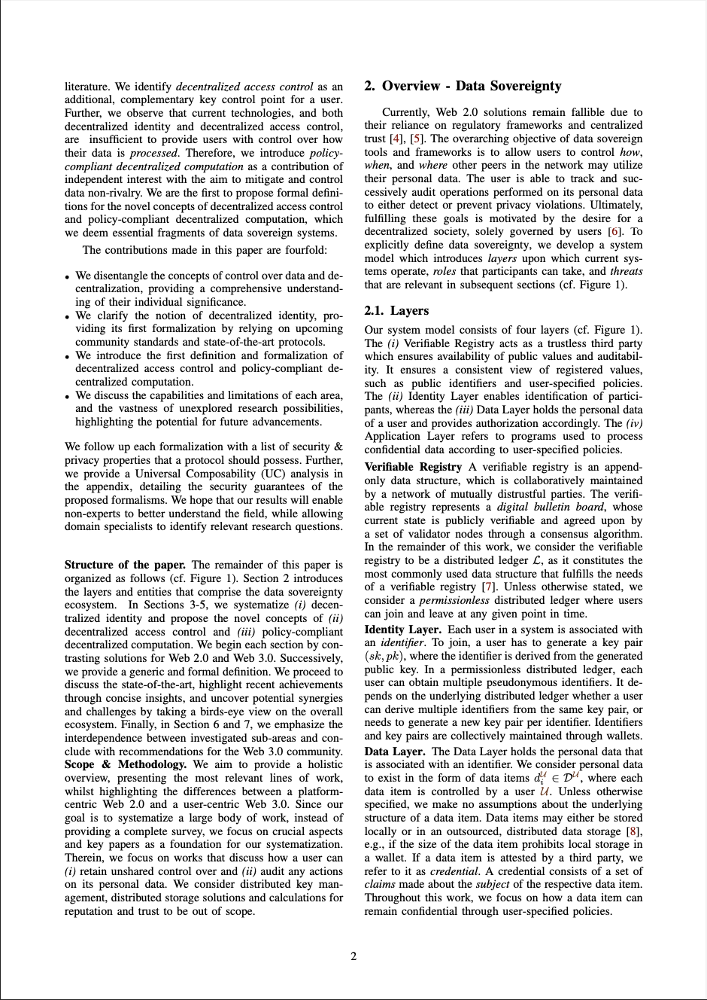 literature. We identify decentralized access control as an
additional, complementary key control point for a user.
Further, we observe that current technologies, and both
decentralized identity and decentralized access control,
are insufficient to provide users with control over how
their data is processed. Therefore, we introduce policy-
compliant decentralized computation as a contribution of
independent interest with the aim to mitigate and control
data non-rivalry. We are the first to propose formal defini-
tions for the novel concepts of decentralized access control
and policy-compliant decentralized computation, which
we deem essential fragments of data sovereign systems.
The contributions made in this paper are fourfold:
• We disentangle the concepts of control over data and de-
centralization, providing a comprehensive understand-
ing of their individual significance.
• We clarify the notion of decentralized identity, pro-
viding its first formalization by relying on upcoming
community standards and state-of-the-art protocols.
• We introduce the first definition and formalization of
decentralized access control and policy-compliant de-
centralized computation.
• We discuss the capabilities and limitations of each area,
and the vastness of unexplored research possibilities,
highlighting the potential for future advancements.
We follow up each formalization with a list of security &
privacy properties that a protocol should possess. Further,
we provide a Universal Composability (UC) analysis in
the appendix, detailing the security guarantees of the
proposed formalisms. We hope that our results will enable
non-experts to better understand the field, while allowing
domain specialists to identify relevant research questions.
Structure of the paper. The remainder of this paper is
organized as follows (cf. Figure 1). Section 2 introduces
the layers and entities that comprise the data sovereignty
ecosystem. In Sections 3-5, we systematize (i) decen-
tralized identity and propose the novel concepts of (ii)
decentralized access control and (iii) policy-compliant
decentralized computation. We begin each section by con-
trasting solutions for Web 2.0 and Web 3.0. Successively,
we provide a generic and formal definition. We proceed to
discuss the state-of-the-art, highlight recent achievements
through concise insights, and uncover potential synergies
and challenges by taking a birds-eye view on the overall
ecosystem. Finally, in Section 6 and 7, we emphasize the
interdependence between investigated sub-areas and con-
clude with recommendations for the Web 3.0 community.
Scope & Methodology. We aim to provide a holistic
overview, presenting the most relevant lines of work,
whilst highlighting the differences between a platform-
centric Web 2.0 and a user-centric Web 3.0. Since our
goal is to systematize a large body of work, instead of
providing a complete survey, we focus on crucial aspects
and key papers as a foundation for our systematization.
Therein, we focus on works that discuss how a user can
(i) retain unshared control over and (ii) audit any actions
on its personal data. We consider distributed key man-
agement, distributed storage solutions and calculations for
reputation and trust to be out of scope.
2. Overview - Data Sovereignty
Currently, Web 2.0 solutions remain fallible due to
their reliance on regulatory frameworks and centralized
trust [4], [5]. The overarching objective of data sovereign
tools and frameworks is to allow users to control how,
when, and where other peers in the network may utilize
their personal data. The user is able to track and suc-
cessively audit operations performed on its personal data
to either detect or prevent privacy violations. Ultimately,
fulfilling these goals is motivated by the desire for a
decentralized society, solely governed by users [6]. To
explicitly define data sovereignty, we develop a system
model which introduces layers upon which current sys-
tems operate, roles that participants can take, and threats
that are relevant in subsequent sections (cf. Figure 1).
2.1. Layers
Our system model consists of four layers (cf. Figure 1).
The (i) Verifiable Registry acts as a trustless third party
which ensures availability of public values and auditabil-
ity. It ensures a consistent view of registered values,
such as public identifiers and user-specified policies.
The (ii) Identity Layer enables identification of partici-
pants, whereas the (iii) Data Layer holds the personal data
of a user and provides authorization accordingly. The (iv)
Application Layer refers to programs used to process
confidential data according to user-specified policies.
Verifiable Registry A verifiable registry is an append-
only data structure, which is collaboratively maintained
by a network of mutually distrustful parties. The verifi-
able registry represents a digital bulletin board, whose
current state is publicly verifiable and agreed upon by
a set of validator nodes through a consensus algorithm.
In the remainder of this work, we consider the verifiable
registry to be a distributed ledger ℒ, as it constitutes the
most commonly used data structure that fulfills the needs
of a verifiable registry [7]. Unless otherwise stated, we
consider a permissionless distributed ledger where users
can join and leave at any given point in time.
Identity Layer. Each user in a system is associated with
an identifier. To join, a user has to generate a key pair
(sk, pk), where the identifier is derived from the generated
public key. In a permissionless distributed ledger, each
user can obtain multiple pseudonymous identifiers. It de-
pends on the underlying distributed ledger whether a user
can derive multiple identifiers from the same key pair, or
needs to generate a new key pair per identifier. Identifiers
and key pairs are collectively maintained through wallets.
Data Layer. The Data Layer holds the personal data that
is associated with an identifier. We consider personal data
to exist in the form of data items d_i^𝒰 ∈ 𝒟^𝒰, where each
data item is controlled by a user 𝒰. Unless otherwise
specified, we make no assumptions about the underlying
structure of a data item. Data items may either be stored
locally or in an outsourced, distributed data storage [8],
e.g., if the size of the data item prohibits local storage in
a wallet. If a data item is attested by a third party, we
refer to it as credential. A credential consists of a set of
claims made about the subject of the respective data item.
Throughout this work, we focus on how a data item can
remain confidential through user-specified policies.
2